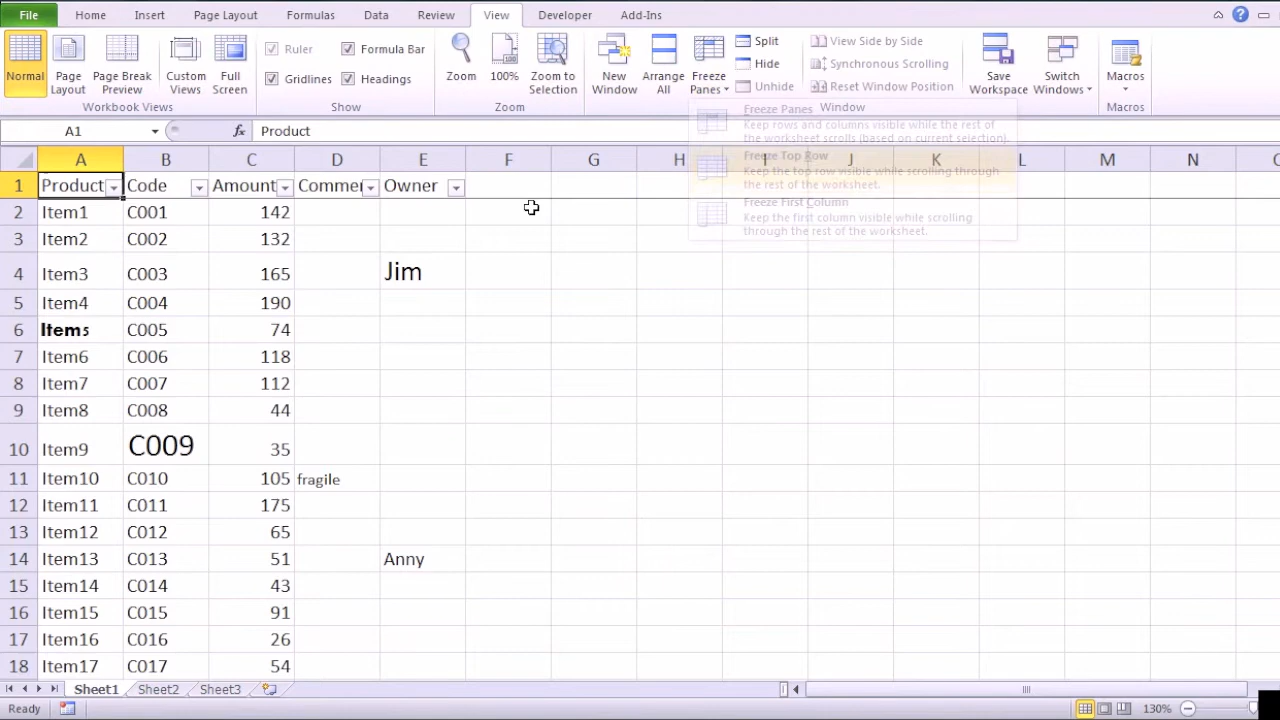 File Home Insert Page Layout Formulas Data Review View Developer Add-Ins
Normal Page Layout Page Break Preview Custom Views Full Screen
Workbook Views
Ruler Formula Bar
Gridlines Headings
Show
Zoom 100% Zoom to Selection
Zoom
New Window Arrange All Freeze Panes
Split View Side by Side
Hide Synchronous Scrolling
Unhide Reset Window Position
Window
Save Workspace Switch Windows
Macros
Macros
Freeze Panes
Keep rows and columns visible while the rest of
the worksheet scrolls (based on current selection).
Freeze Top Row
Keep the top row visible while scrolling through
the rest of the worksheet.
Freeze First Column
Keep the first column visible while scrolling
through the rest of the worksheet.
A1 fx Product
A B C D E F G H I J K L M N
1 Product Code Amount Commer Owner
2 Item1 C001 142
3 Item2 C002 132
4 Item3 C003 165 Jim
5 Item4 C004 190
6 Item5 C005 74
7 Item6 C006 118
8 Item7 C007 112
9 Item8 C008 44
10 Item9 C009 35
11 Item10 C010 105 fragile
12 Item11 C011 175
13 Item12 C012 65
14 Item13 C013 51 Anny
15 Item14 C014 43
16 Item15 C015 91
17 Item16 C016 26
18 Item17 C017 54
Sheet1 Sheet2 Sheet3
Ready 130%